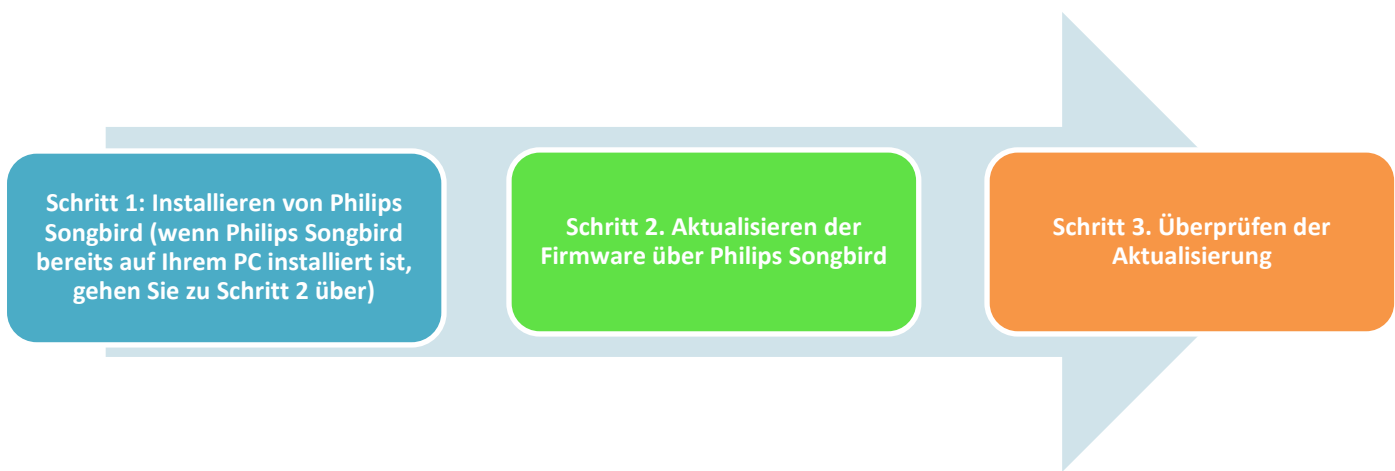 Schritt 1: Installieren von Philips
Songbird (wenn Philips Songbird
bereits auf Ihrem PC installiert ist,
gehen Sie zu Schritt 2 über)
Schritt 2. Aktualisieren der
Firmware über Philips Songbird
Schritt 3. Überprüfen der
Aktualisierung